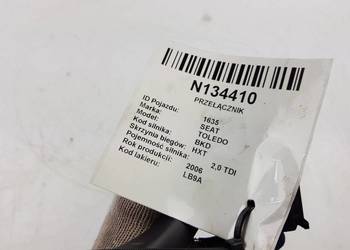 N134410
PRZEŁĄCZNIK
ID Pojazdu: 1635
Marka: SEAT
Model: TOLEDO
Kod silnika: BKD
Skrzynia biegów: HXT
Pojemność silnika: 2,0 TDI
Rok produkcji: 2006
Kod lakieru: LB9A